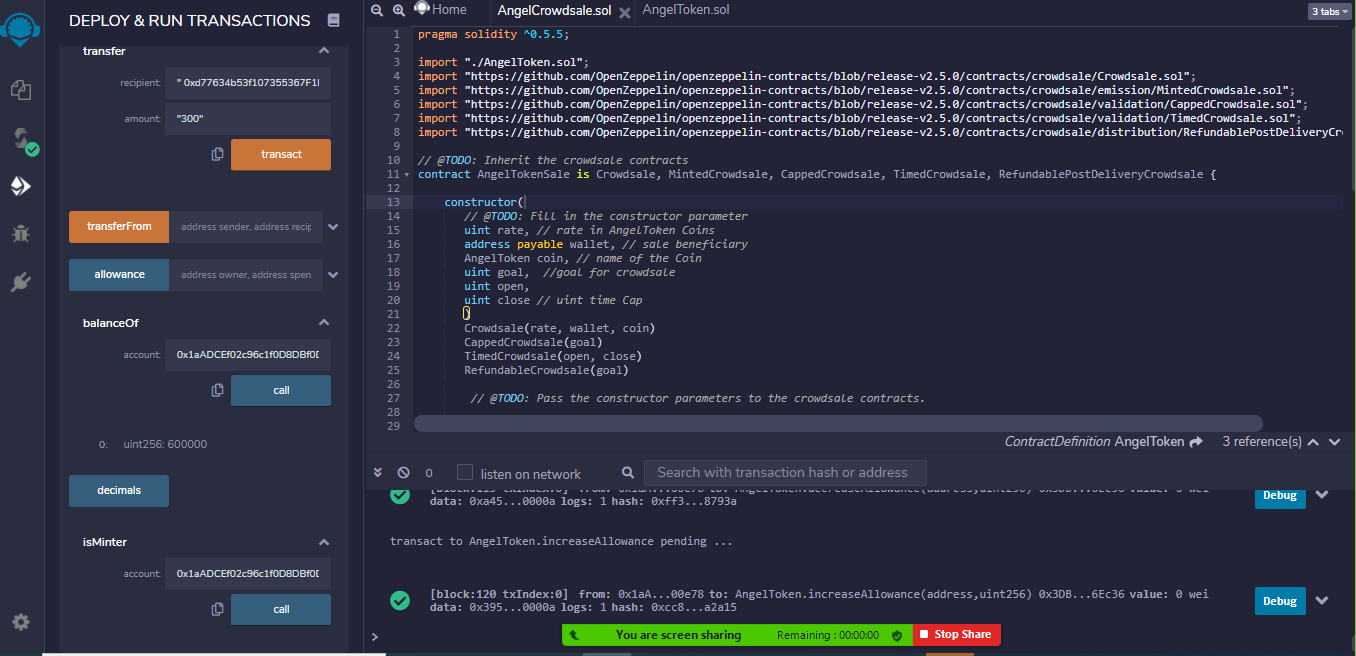 DEPLOY & RUN TRANSACTIONS
transfer
recipient: " 0xd77634b53f107355367F1l
amount: "300"
transact
transferFrom address sender, address recip
allowance address owner, address spen
balanceOf
account: 0x1aADCEf02c96c1f0D8DBf0D
call
0: uint256: 600000
decimals
isMinter
account: 0x1aADCEf02c96c1f0D8DBf0D
call
Home AngelCrowdsale.sol AngelToken.sol 3 tabs
1 pragma solidity ^0.5.5;
2
3 import "./AngelToken.sol";
4 import "https://github.com/OpenZeppelin/openzeppelin-contracts/blob/release-v2.5.0/contracts/crowdsale/Crowdsale.sol";
5 import "https://github.com/OpenZeppelin/openzeppelin-contracts/blob/release-v2.5.0/contracts/crowdsale/emission/MintedCrowdsale.sol";
6 import "https://github.com/OpenZeppelin/openzeppelin-contracts/blob/release-v2.5.0/contracts/crowdsale/validation/CappedCrowdsale.sol";
7 import "https://github.com/OpenZeppelin/openzeppelin-contracts/blob/release-v2.5.0/contracts/crowdsale/validation/TimedCrowdsale.sol";
8 import "https://github.com/OpenZeppelin/openzeppelin-contracts/blob/release-v2.5.0/contracts/crowdsale/distribution/RefundablePostDeliveryCro
9
10 // @TODO: Inherit the crowdsale contracts
11 contract AngelTokenSale is Crowdsale, MintedCrowdsale, CappedCrowdsale, TimedCrowdsale, RefundablePostDeliveryCrowdsale {
12
13 constructor(
14 // @TODO: Fill in the constructor parameter
15 uint rate, // rate in AngelToken Coins
16 address payable wallet, // sale beneficiary
17 AngelToken coin, // name of the Coin
18 uint goal, //goal for crowdsale
19 uint open,
20 uint close // uint time Cap
21 )
22 Crowdsale(rate, wallet, coin)
23 CappedCrowdsale(goal)
24 TimedCrowdsale(open, close)
25 RefundableCrowdsale(goal)
26
27 // @TODO: Pass the constructor parameters to the crowdsale contracts.
28
29
ContractDefinition AngelToken 3 reference(s)
0 listen on network Search with transaction hash or address
[block:119 txIndex:0] from: 0x1aA...00e78 to: AngelToken.decreaseAllowance(address,uint256) 0x3DB...6Ec36 value: 0 wei
data: 0xa45...0000a logs: 1 hash: 0xff3...8793a
Debug
transact to AngelToken.increaseAllowance pending ...
[block:120 txIndex:0] from: 0x1aA...00e78 to: AngelToken.increaseAllowance(address,uint256) 0x3DB...6Ec36 value: 0 wei
data: 0x395...0000a logs: 1 hash: 0xcc8...a2a15
Debug
>
You are screen sharing Remaining : 00:00:00 Stop Share